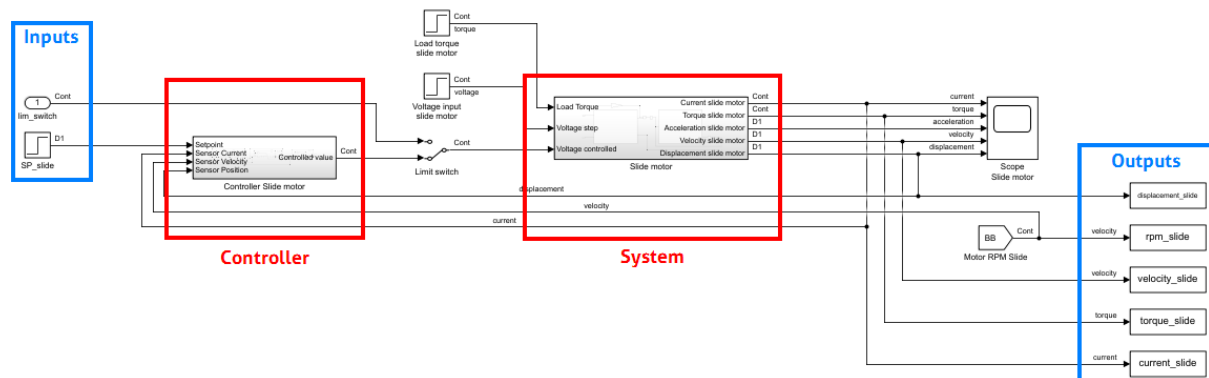 Inputs
1
Cont
lim_switch
D1
SP_slide
Setpoint
Sensor Current
Sensor Velocity
Sensor Position
Controlled value
Cont
Controller Slide motor
Controller
Cont
torque
Load torque
slide motor
Cont
voltage
Voltage input
slide motor
Cont
Limit switch
Load Torque
Voltage step
Voltage controlled
Current slide motor
Torque slide motor
Acceleration slide motor
Velocity slide motor
Displacement slide motor
Slide motor
System
Cont
Cont
D1
D1
D1
current
torque
acceleration
velocity
displacement
Scope
Slide motor
displacement
velocity
current
BB
Cont
Motor RPM Slide
Outputs
displacement_slide
velocity
rpm_slide
velocity
velocity_slide
torque
torque_slide
current
current_slide